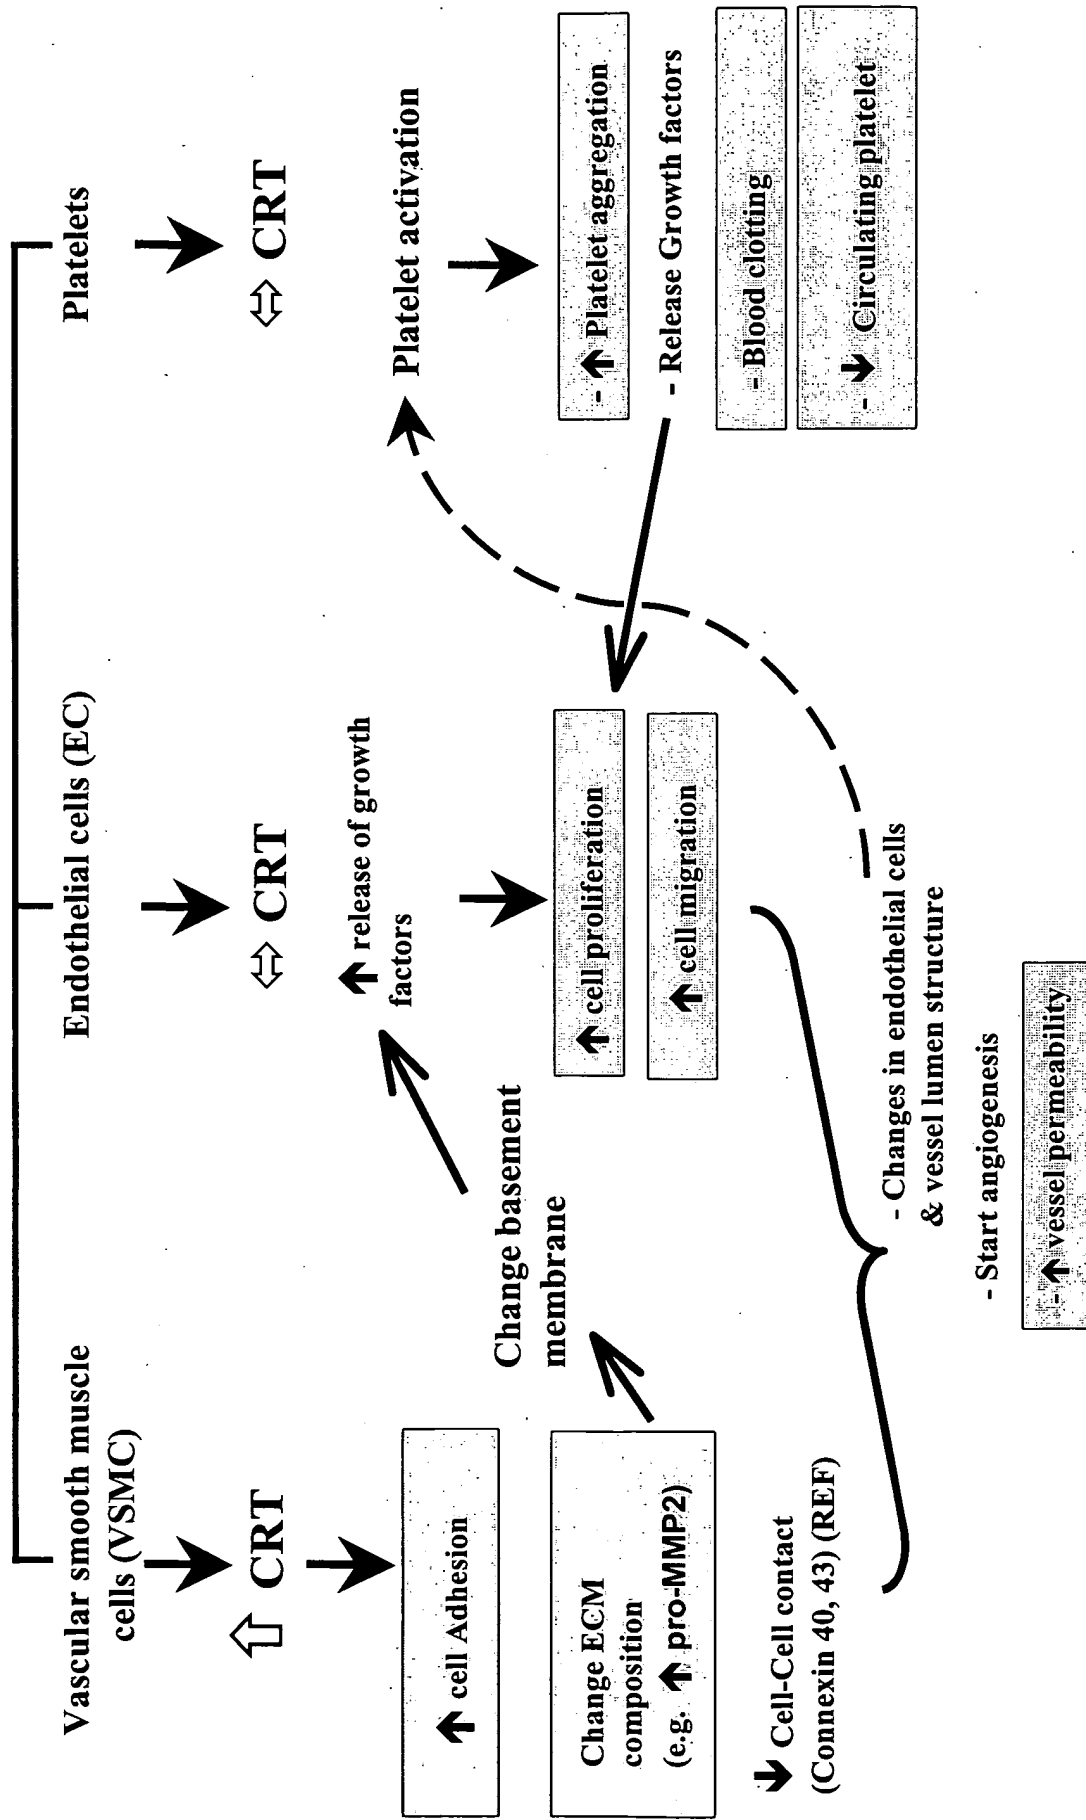 Vascular smooth muscle
cells (VSMC)
⇧ CRT
↑ cell Adhesion
Change ECM
composition
(e.g. ↑ pro-MMP2)
↓ Cell-Cell contact
(Connexin 40, 43) (REF)
Change basement
membrane
Endothelial cells (EC)
⇔ CRT
↑ release of growth
factors
↑ cell proliferation
↑ cell migration
- Changes in endothelial cells
& vessel lumen structure
- Start angiogenesis
- ↑ vessel permeability
Platelets
⇔ CRT
Platelet activation
- ↑ Platelet aggregation
- Release Growth factors
- Blood clotting
- ↓ Circulating platelet